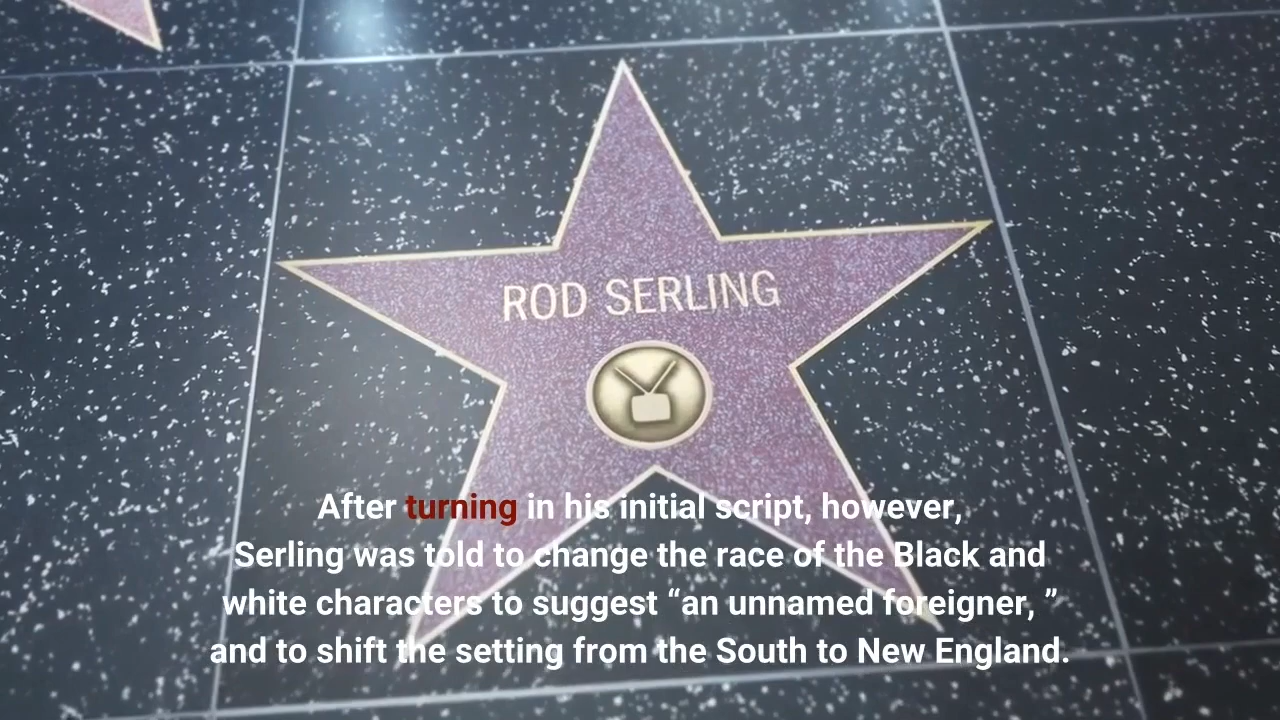 ROD SERLING
After turning in his initial script, however,
Serling was told to change the race of the Black and
white characters to suggest “an unnamed foreigner, ”
and to shift the setting from the South to New England.